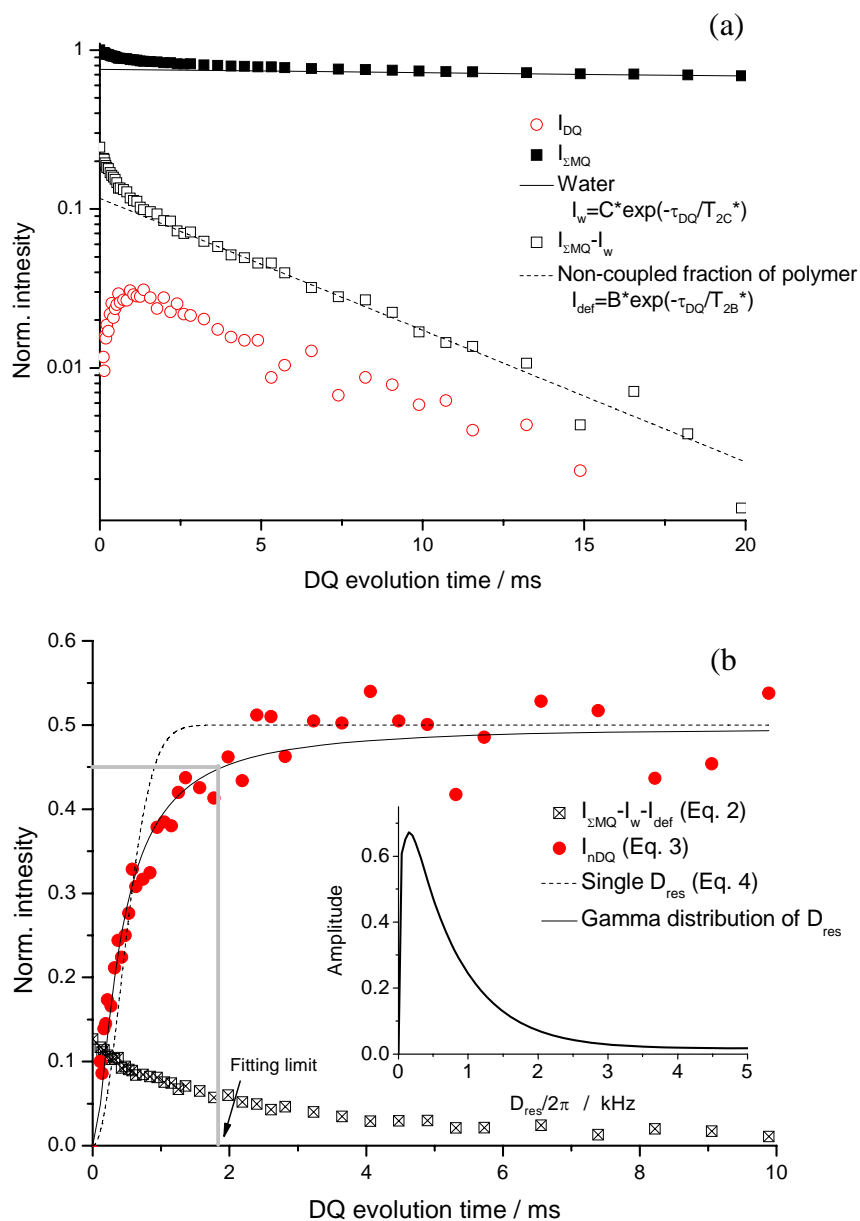 (a)
1
0.1
0.01
Norm. intnesity
I_DQ
I_ΣMQ
Water
I_w=C*exp(-τ_DQ/T_2C*)
I_ΣMQ-I_w
Non-coupled fraction of polymer
I_def=B*exp(-τ_DQ/T_2B*)
0 5 10 15 20
DQ evolution time / ms
(b
0.6
0.5
0.4
0.3
0.2
0.1
0.0
Norm. intnesity
I_ΣMQ-I_w-I_def (Eq. 2)
I_nDQ (Eq. 3)
Single D_res (Eq. 4)
Gamma distribution of D_res
0.6
0.4
0.2
0.0
Amplitude
0 1 2 3 4 5
D_res/2π / kHz
Fitting limit
0 2 4 6 8 10
DQ evolution time / ms